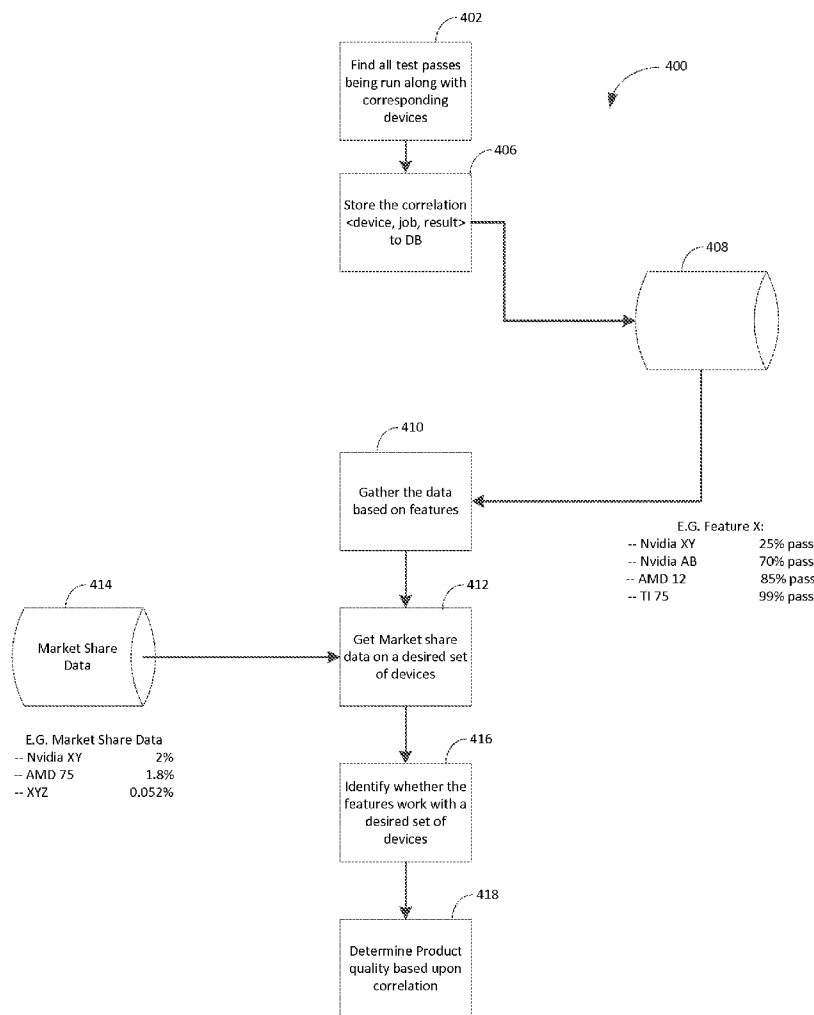 402
Find all test passes
being run along with
corresponding
devices
400
406
Store the correlation
<device, job, result>
to DB
408
410
Gather the data
based on features
E.G. Feature X:
-- Nvidia XY 25% pass
-- Nvidia AB 70% pass
-- AMD 12 85% pass
-- TI 75 99% pass
414
Market Share
Data
412
Get Market share
data on a desired set
of devices
E.G. Market Share Data
-- Nvidia XY 2%
-- AMD 75 1.8%
-- XYZ 0.052%
416
Identify whether the
features work with a
desired set of
devices
418
Determine Product
quality based upon
correlation